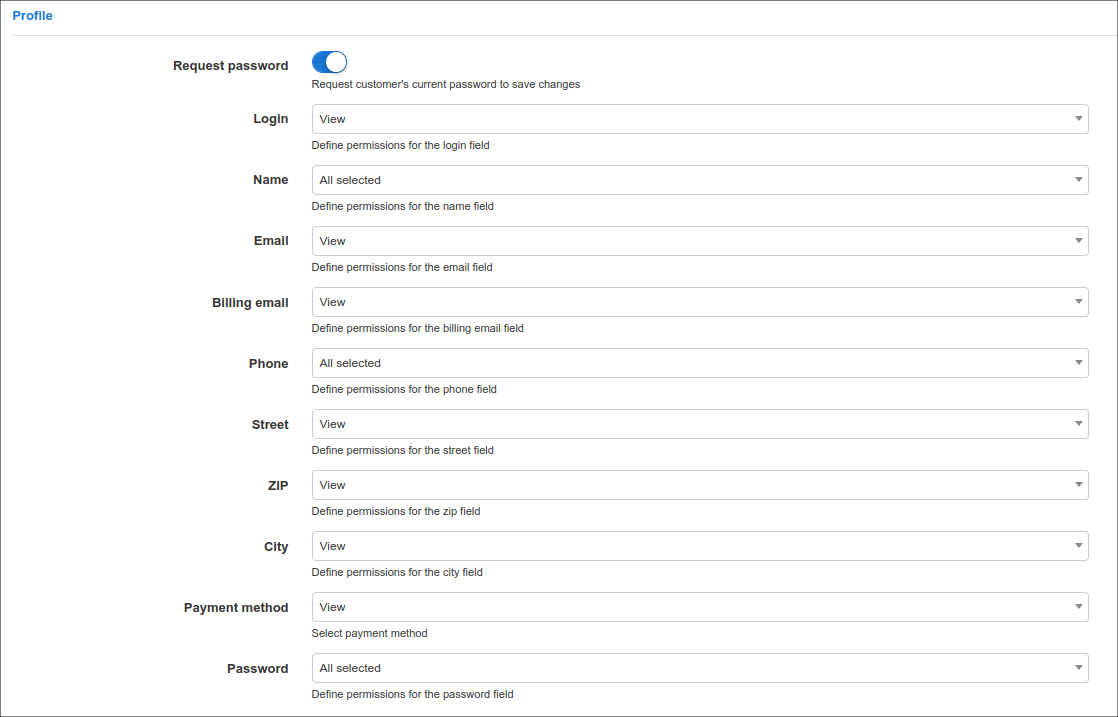 Profile
Request password
Request customer's current password to save changes
Login View
Define permissions for the login field
Name All selected
Define permissions for the name field
Email View
Define permissions for the email field
Billing email View
Define permissions for the billing email field
Phone All selected
Define permissions for the phone field
Street View
Define permissions for the street field
ZIP View
Define permissions for the zip field
City View
Define permissions for the city field
Payment method View
Select payment method
Password All selected
Define permissions for the password field